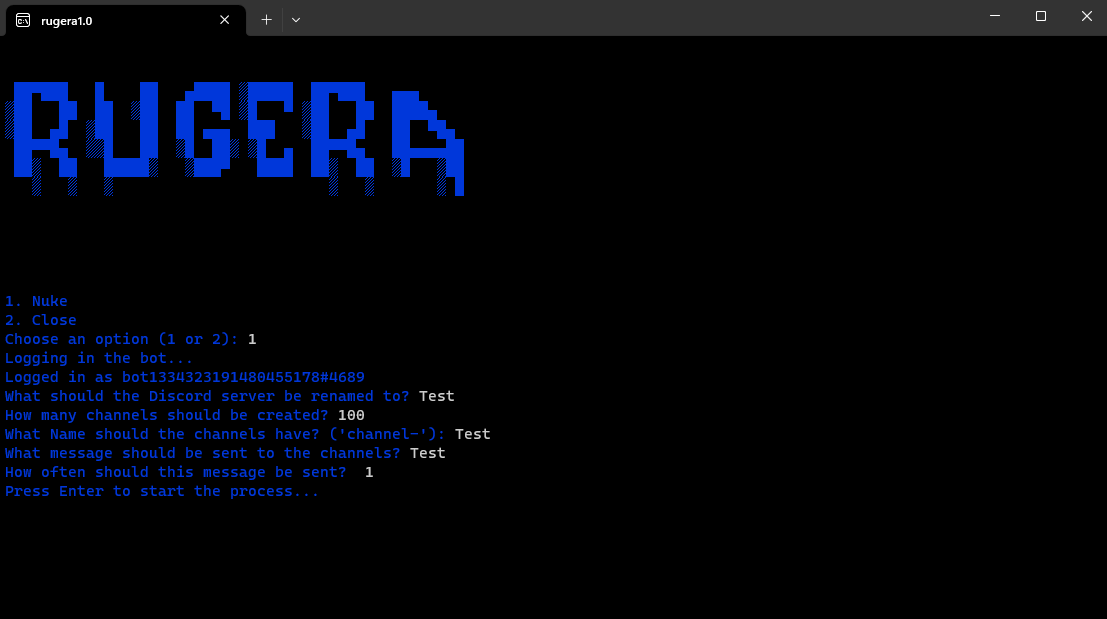 rugera1.0
RUGERA
1. Nuke
2. Close
Choose an option (1 or 2): 1
Logging in the bot...
Logged in as bot1334323191480455178#4689
What should the Discord server be renamed to? Test
How many channels should be created? 100
What Name should the channels have? ('channel-'): Test
What message should be sent to the channels? Test
How often should this message be sent?  1
Press Enter to start the process...